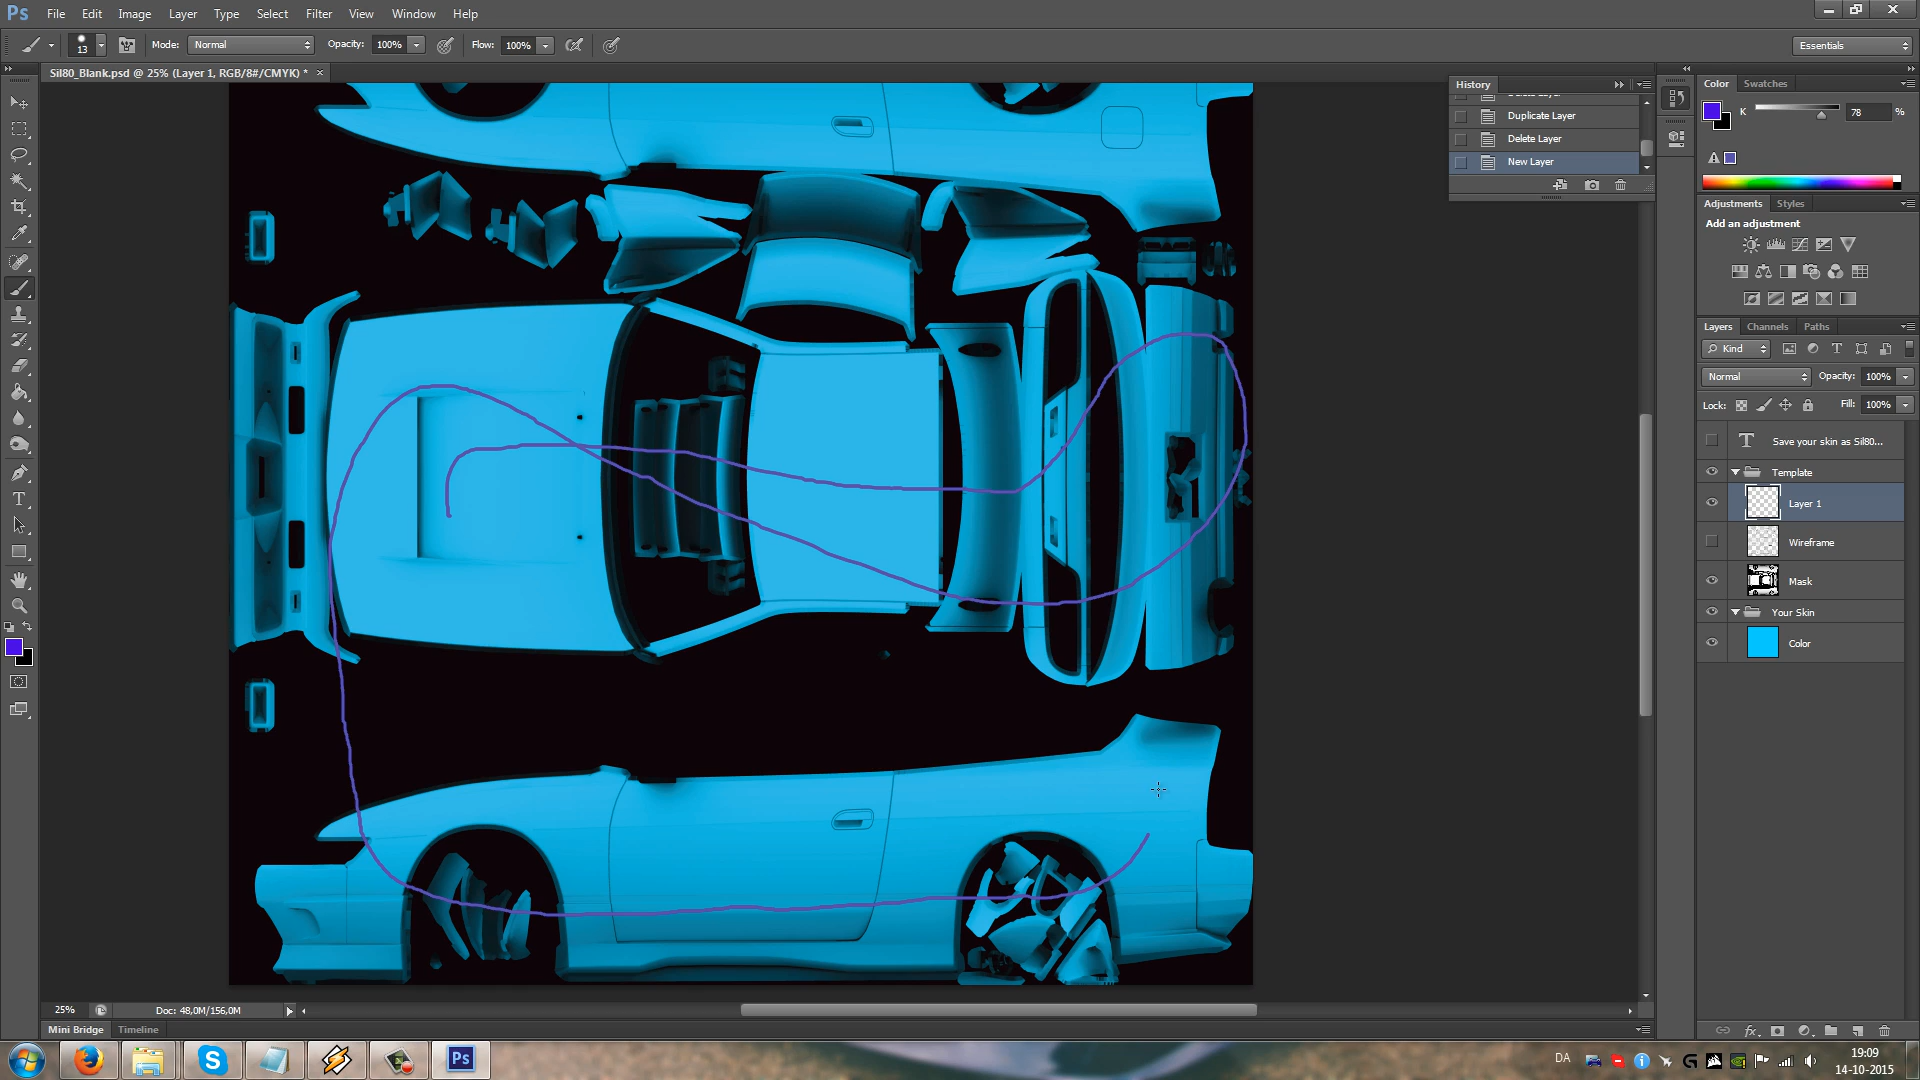 Ps File Edit Image Layer Type Select Filter View Window Help
13 Mode: Normal Opacity: 100% Flow: 100% Essentials
Sil80_Blank.psd @ 25% (Layer 1, RGB/8#/CMYK) * ×
History
Duplicate Layer
Delete Layer
New Layer
Color Swatches
K 78 %
Adjustments Styles
Add an adjustment
Layers Channels Paths
Kind
Normal Opacity: 100%
Lock: Fill: 100%
Save your skin as Sil80...
Template
Layer 1
Wireframe
Mask
Your Skin
Color
25% Doc: 48,0M/156,0M
Mini Bridge Timeline
DA
19:09
14-10-2015